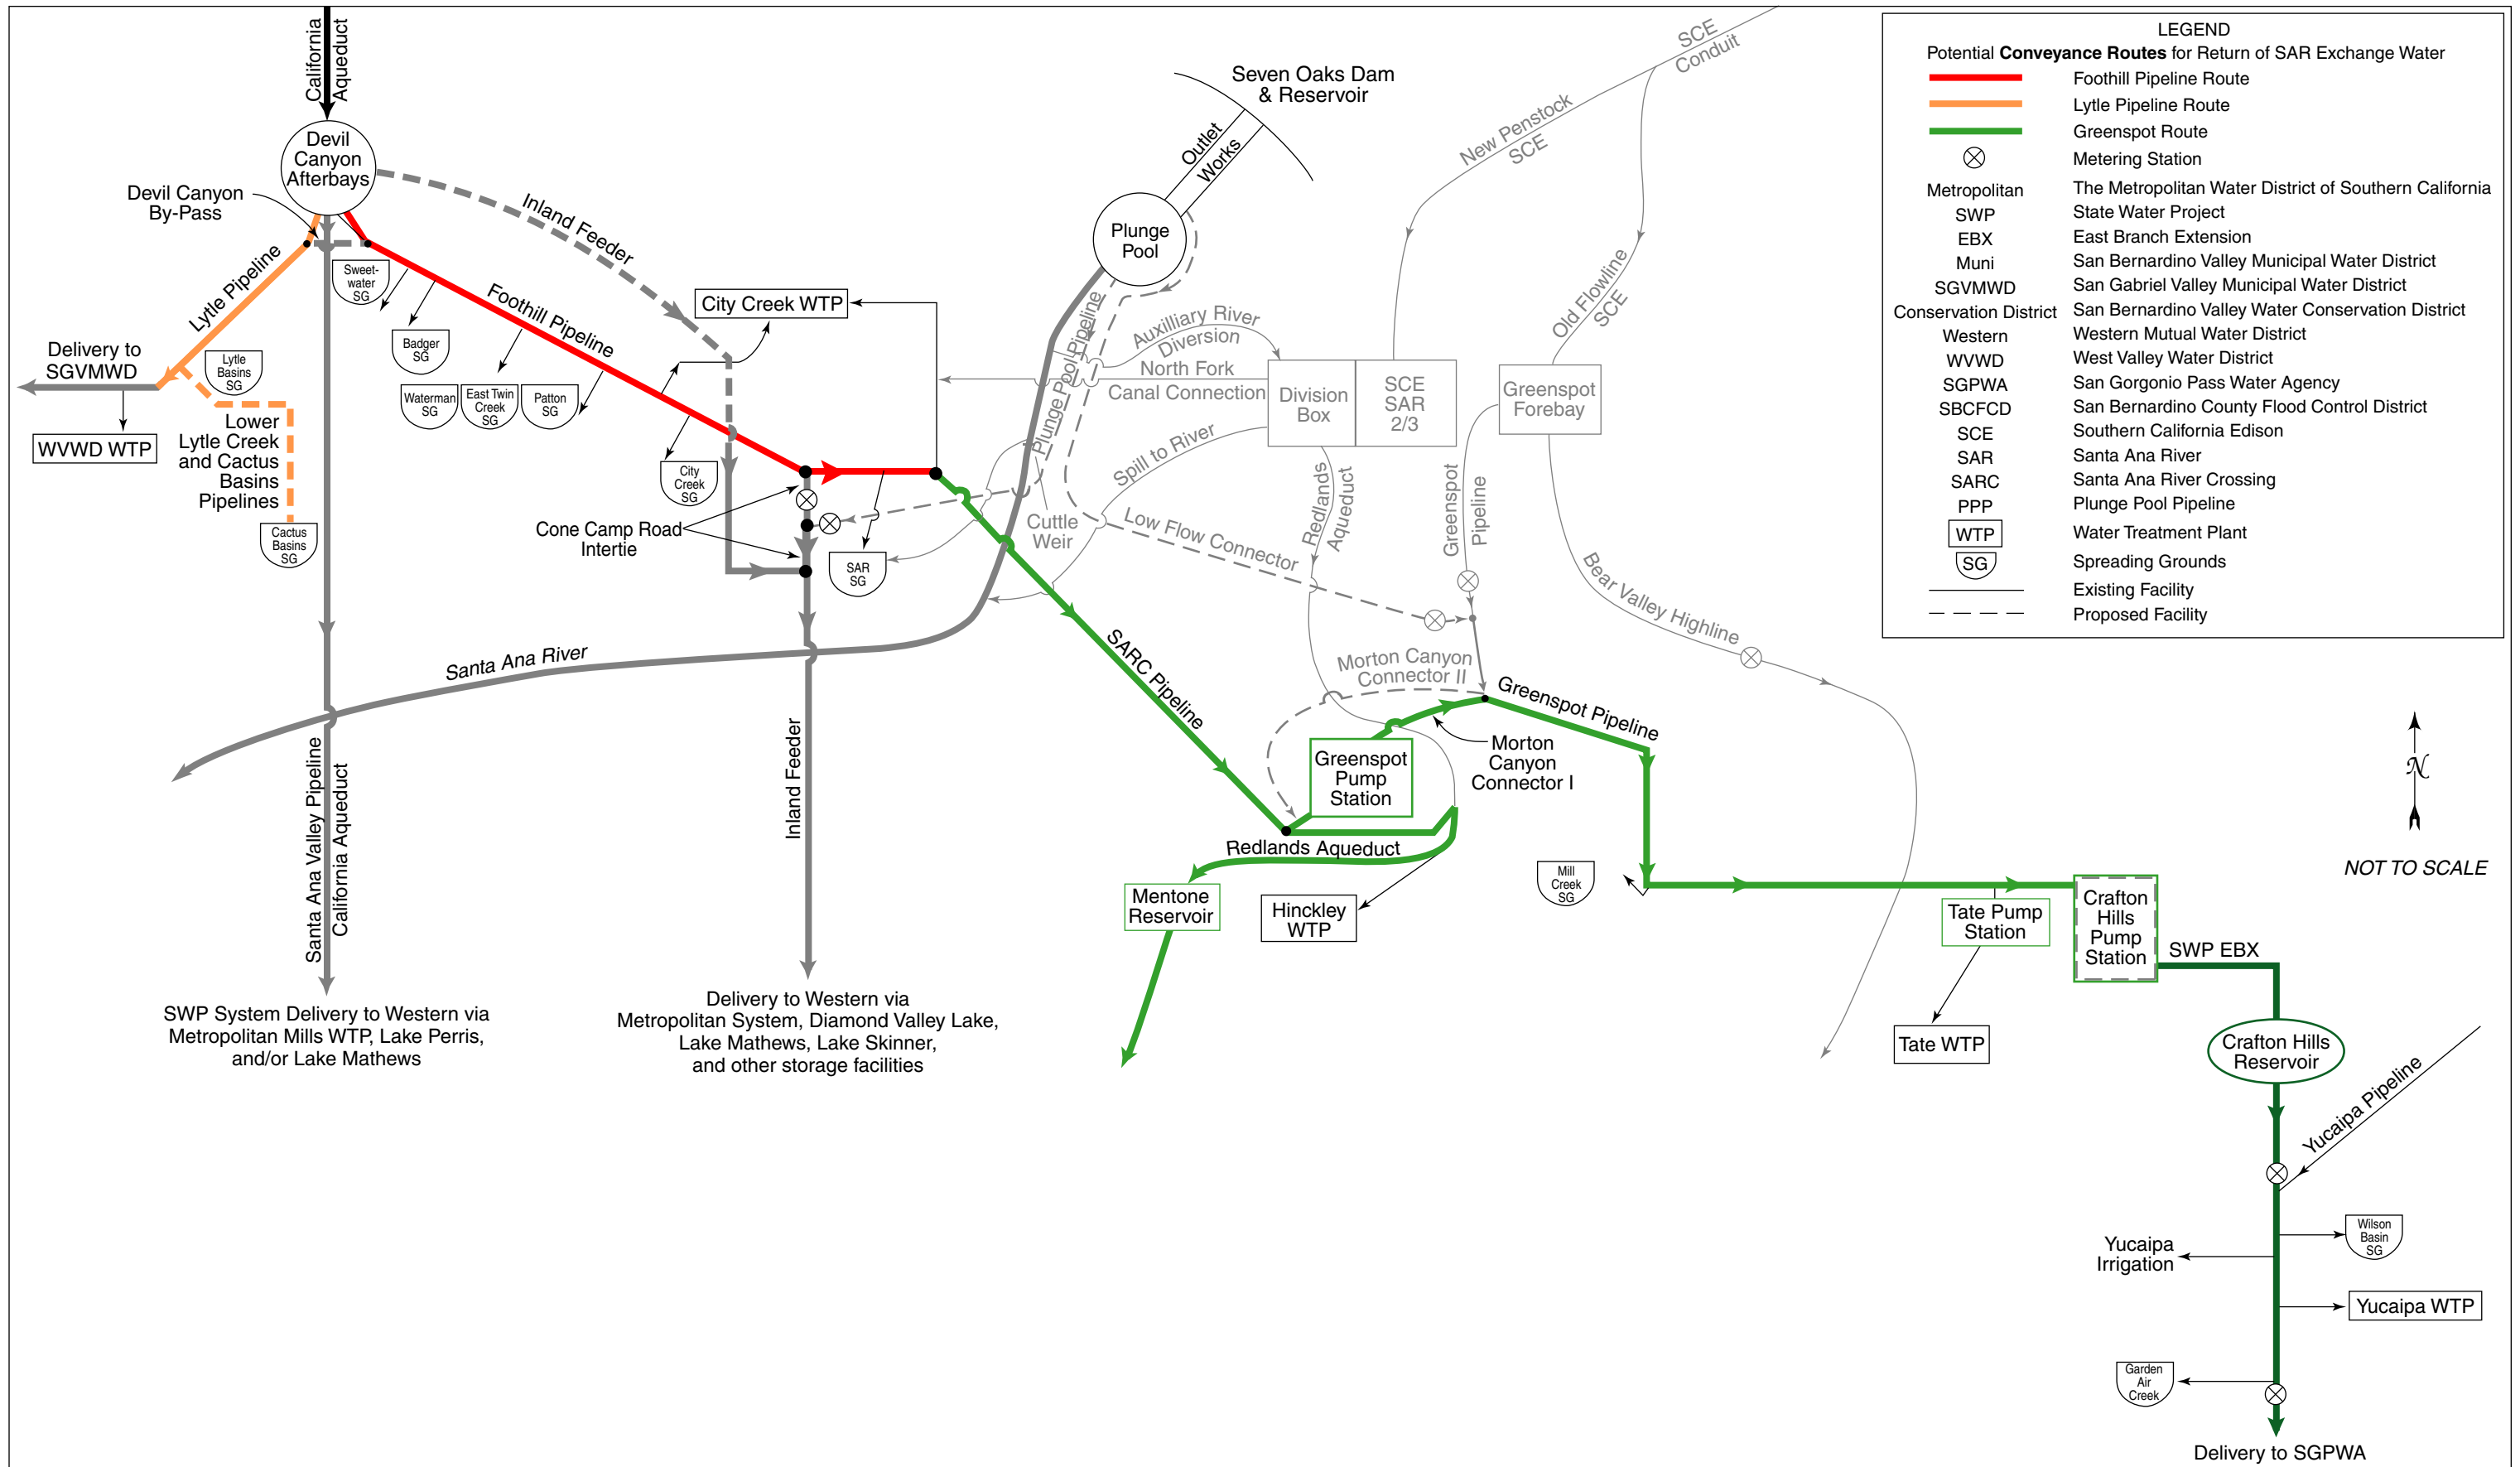 California
Aqueduct
Devil
Canyon
Afterbays
Devil Canyon
By-Pass
Inland Feeder
Lytle Pipeline
Foothill Pipeline
Sweet-
water
SG
Badger
SG
Waterman
SG
East Twin
Creek
SG
Patton
SG
City Creek WTP
City
Creek
SG
Delivery to
SGVMWD
WVWD WTP
Lytle
Basins
SG
Lower
Lytle Creek
and Cactus
Basins
Pipelines
Cactus
Basins
SG
Cone Camp Road
Intertie
SAR
SG
Santa Ana River
Santa Ana Valley Pipeline
California Aqueduct
SWP System Delivery to Western via
Metropolitan Mills WTP, Lake Perris,
and/or Lake Mathews
Inland Feeder
Delivery to Western via
Metropolitan System, Diamond Valley Lake,
Lake Mathews, Lake Skinner,
and other storage facilities
Seven Oaks Dam
& Reservoir
Outlet
Works
Plunge
Pool
Plunge Pool Pipeline
Plunge Pool Pipeline
Auxilliary River
Diversion
North Fork
Canal Connection
Spill to River
Cuttle
Weir
Low Flow Connector
SCE
Conduit
New Penstock
SCE
Old Flowline
SCE
Division
Box
SCE
SAR
2/3
Greenspot
Forebay
Redlands
Aqueduct
Greenspot
Pipeline
Bear Valley Highline
Morton Canyon
Connector II
SARC Pipeline
Greenspot Pipeline
Greenspot
Pump
Station
Morton
Canyon
Connector I
Redlands Aqueduct
Mentone
Reservoir
Hinckley
WTP
Mill
Creek
SG
Tate Pump
Station
Tate WTP
Crafton
Hills
Pump
Station
SWP EBX
Crafton Hills
Reservoir
Yucaipa Pipeline
Wilson
Basin
SG
Yucaipa
Irrigation
Yucaipa WTP
Garden
Air
Creek
Delivery to SGPWA
N
NOT TO SCALE
LEGEND
Potential Conveyance Routes for Return of SAR Exchange Water
Foothill Pipeline Route
Lytle Pipeline Route
Greenspot Route
Metering Station
Metropolitan The Metropolitan Water District of Southern California
SWP State Water Project
EBX East Branch Extension
Muni San Bernardino Valley Municipal Water District
SGVMWD San Gabriel Valley Municipal Water District
Conservation District San Bernardino Valley Water Conservation District
Western Western Mutual Water District
WVWD West Valley Water District
SGPWA San Gorgonio Pass Water Agency
SBCFCD San Bernardino County Flood Control District
SCE Southern California Edison
SAR Santa Ana River
SARC Santa Ana River Crossing
PPP Plunge Pool Pipeline
WTP Water Treatment Plant
SG Spreading Grounds
Existing Facility
Proposed Facility